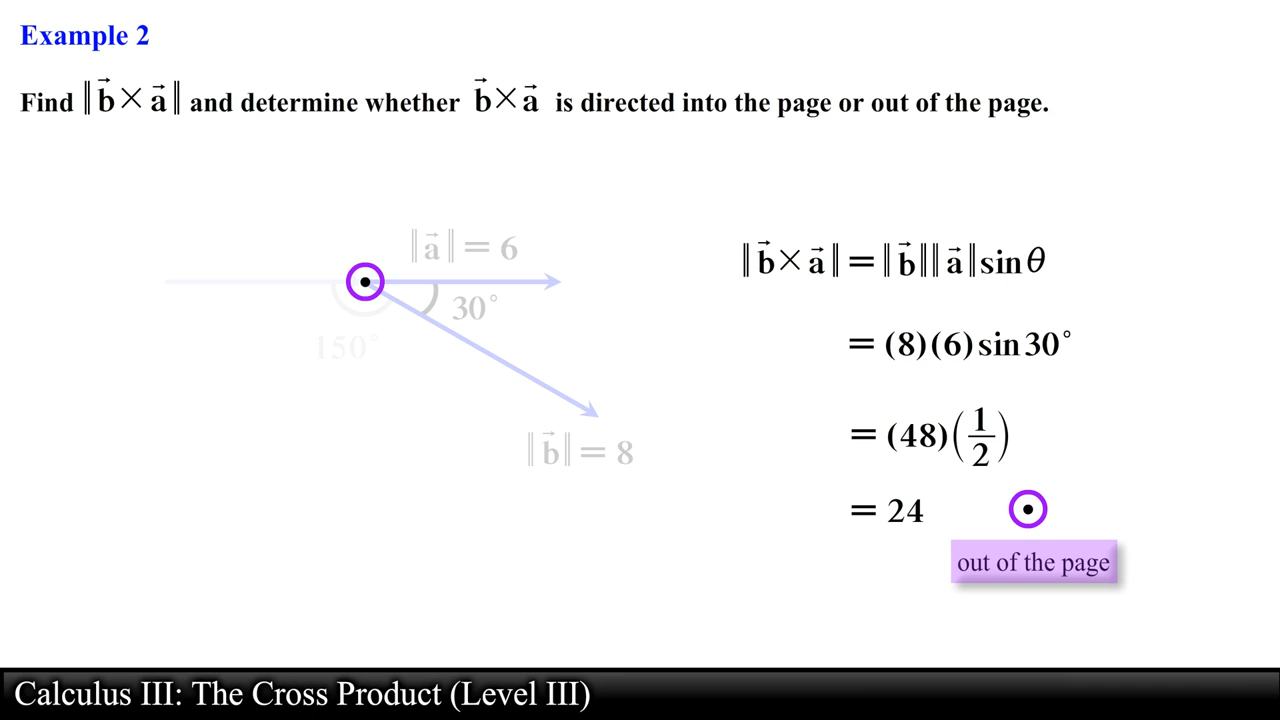 Example 2
Find ‖b⃗ × a⃗‖ and determine whether b⃗ × a⃗ is directed into the page or out of the page.
‖a⃗‖ = 6
30°
150°
‖b⃗‖ = 8
‖b⃗ × a⃗‖ = ‖b⃗‖‖a⃗‖ sin θ
= (8)(6) sin 30°
= (48)(1/2)
= 24
out of the page
Calculus III: The Cross Product (Level III)